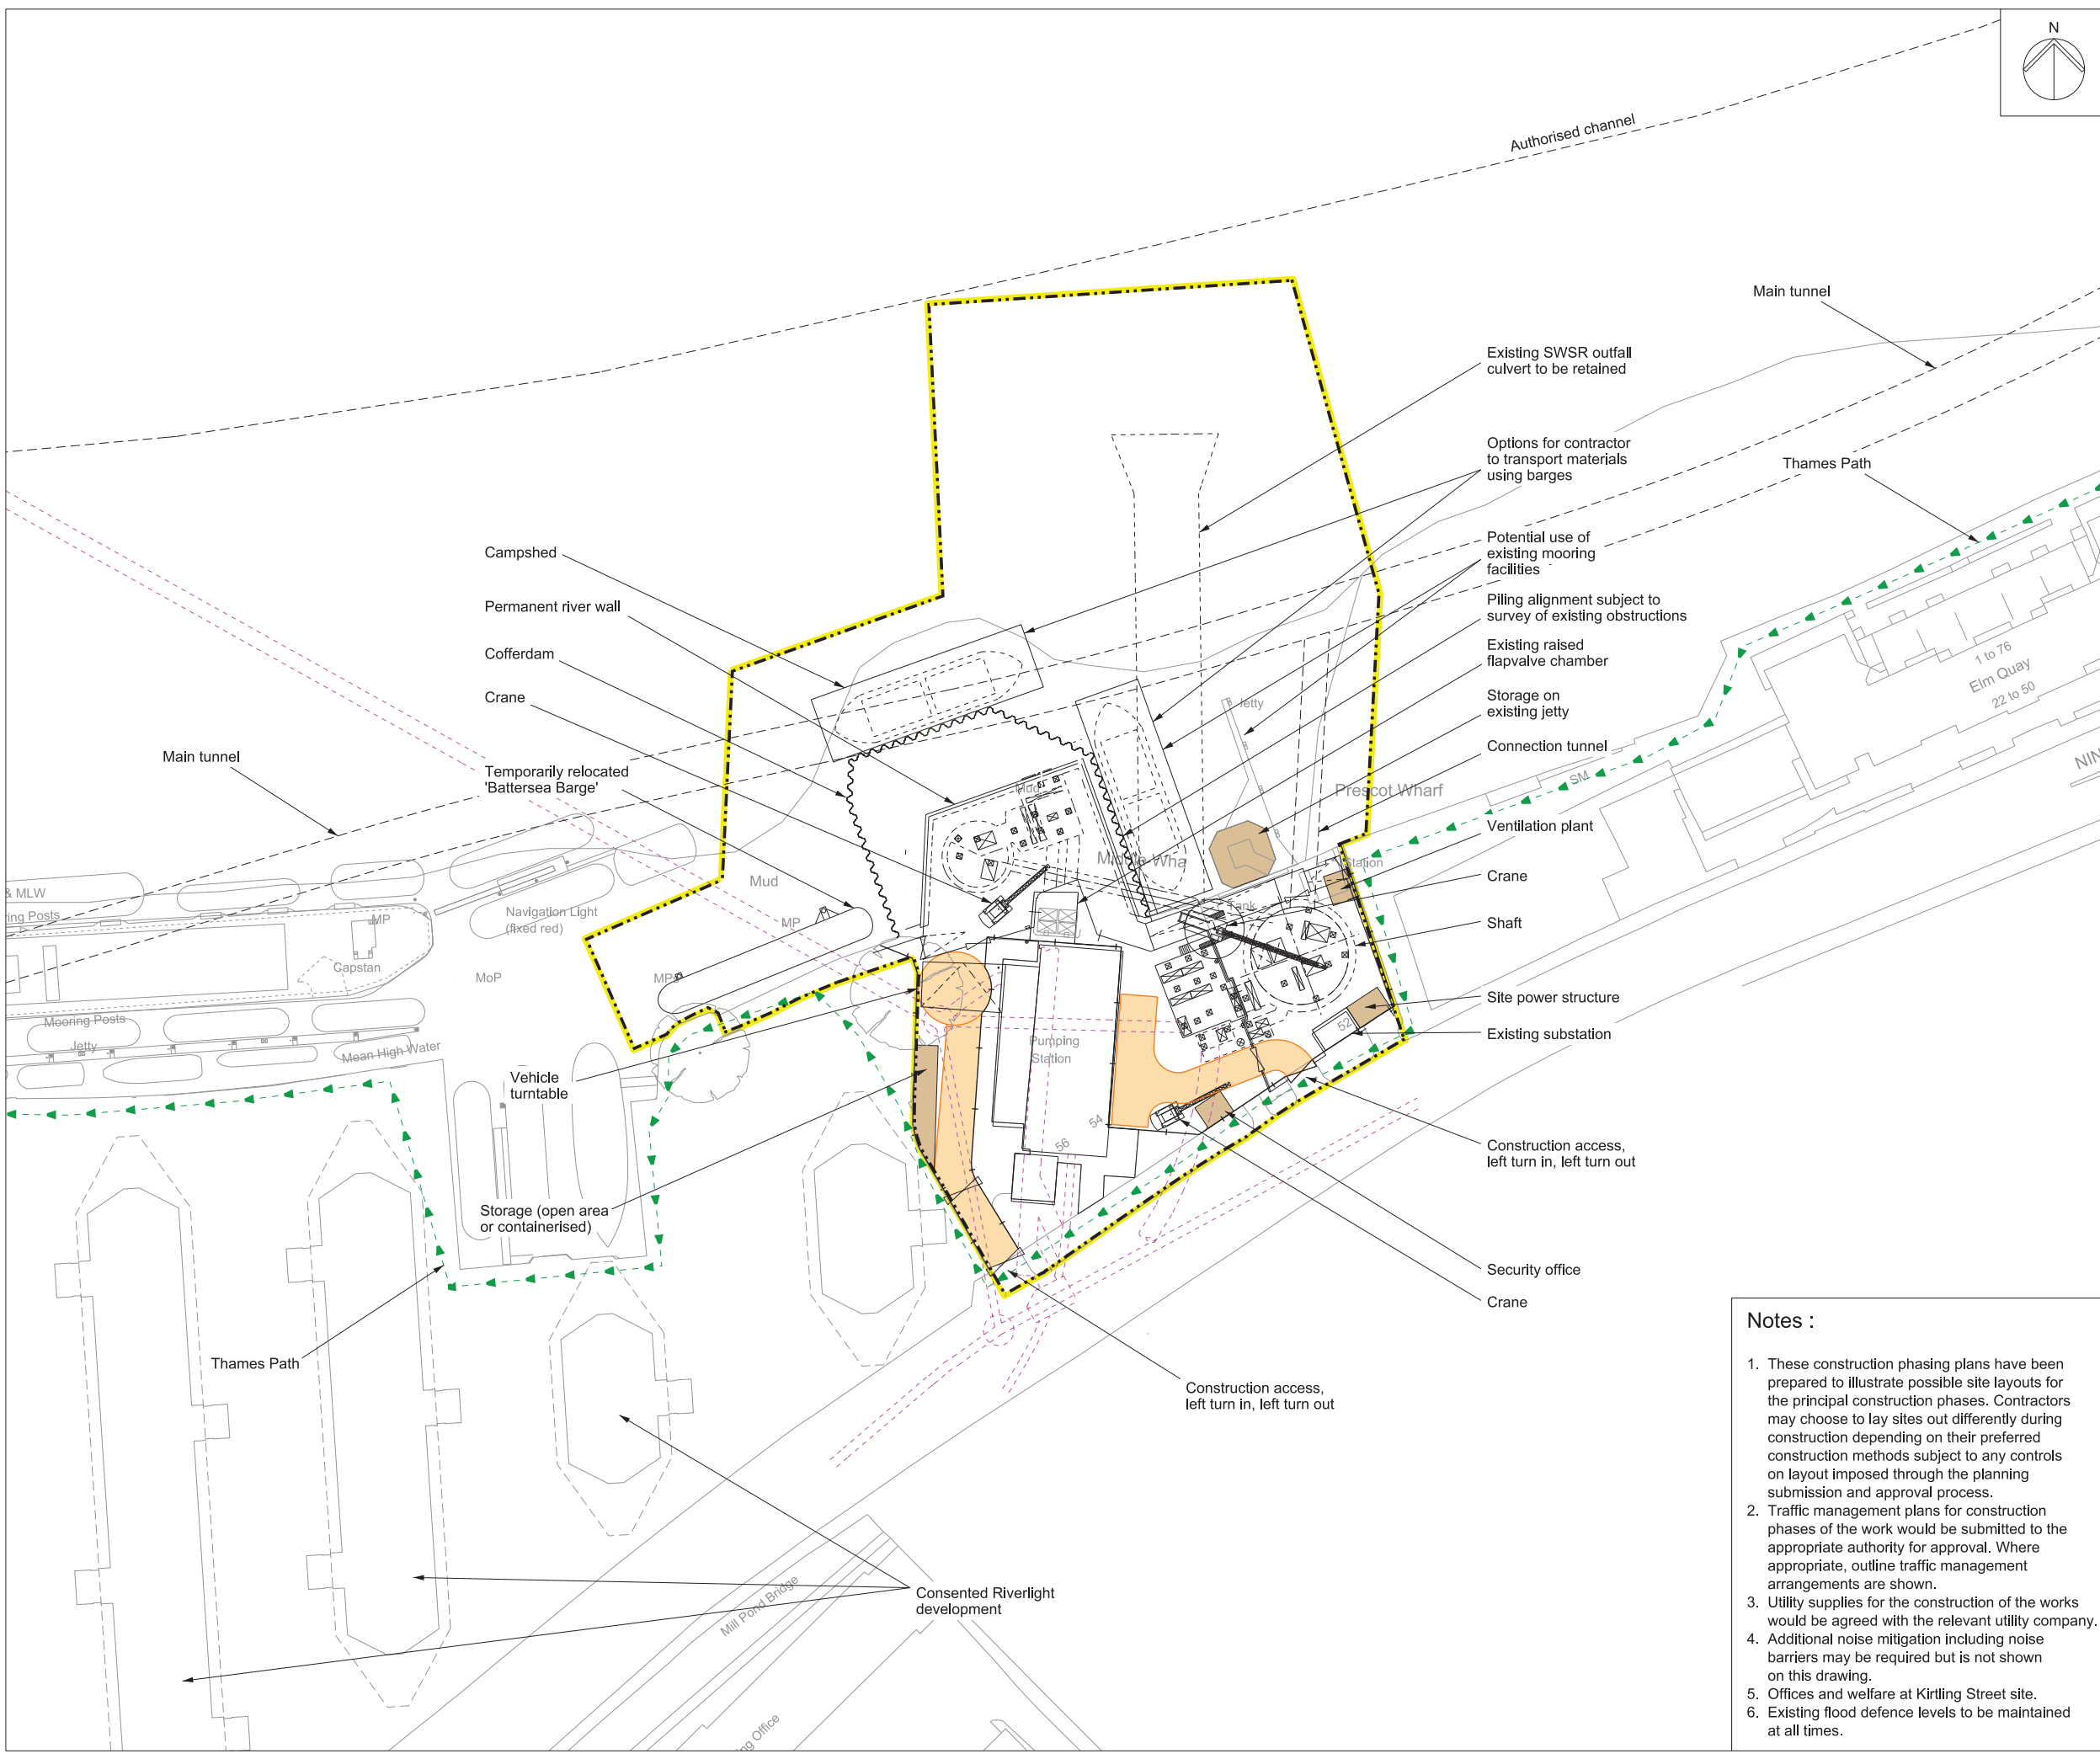 N
Authorised channel
Main tunnel
Existing SWSR outfall
culvert to be retained
Options for contractor
to transport materials
using barges
Thames Path
Potential use of
existing mooring
facilities
Piling alignment subject to
survey of existing obstructions
Existing raised
flapvalve chamber
Storage on
existing jetty
Connection tunnel
Ventilation plant
Crane
Shaft
Site power structure
Existing substation
Construction access,
left turn in, left turn out
Security office
Crane
Construction access,
left turn in, left turn out
Campshed
Permanent river wall
Cofferdam
Crane
Main tunnel
Temporarily relocated
'Battersea Barge'
Vehicle
turntable
Storage (open area
or containerised)
Thames Path
Consented Riverlight
development
1 to 76
Elm Quay
22 to 50
NIN
SM
Prescot Wharf
Jetty
Mud
Middle Wha
Station
Tank
52
Pumping
Station
54
56
Mud
MP
MPs
MoP
Navigation Light
(fixed red)
& MLW
ring Posts
MP
Capstan
Mooring Posts
Jetty
Mean High Water
Mill Pond Bridge
ng Office
Notes :
1. These construction phasing plans have been
prepared to illustrate possible site layouts for
the principal construction phases. Contractors
may choose to lay sites out differently during
construction depending on their preferred
construction methods subject to any controls
on layout imposed through the planning
submission and approval process.
2. Traffic management plans for construction
phases of the work would be submitted to the
appropriate authority for approval. Where
appropriate, outline traffic management
arrangements are shown.
3. Utility supplies for the construction of the works
would be agreed with the relevant utility company.
4. Additional noise mitigation including noise
barriers may be required but is not shown
on this drawing.
5. Offices and welfare at Kirtling Street site.
6. Existing flood defence levels to be maintained
at all times.